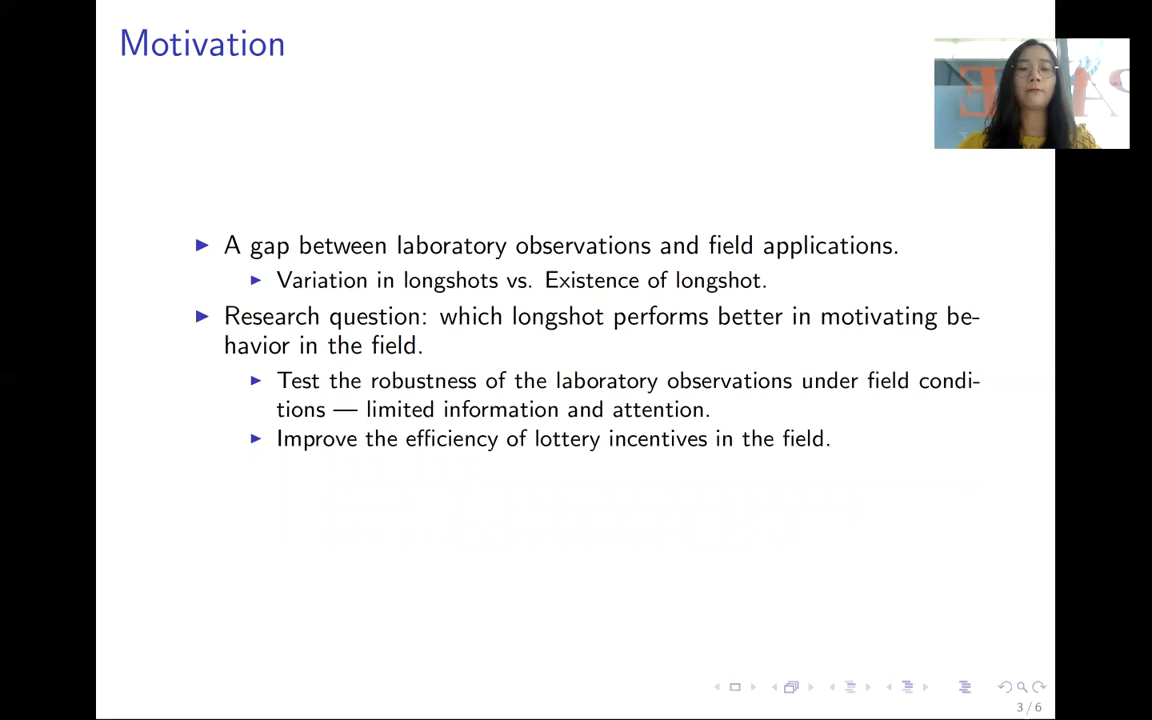 Motivation
A gap between laboratory observations and field applications.
Variation in longshots vs. Existence of longshot.
Research question: which longshot performs better in motivating be-
havior in the field.
Test the robustness of the laboratory observations under field condi-
tions — limited information and attention.
Improve the efficiency of lottery incentives in the field.
3 / 6